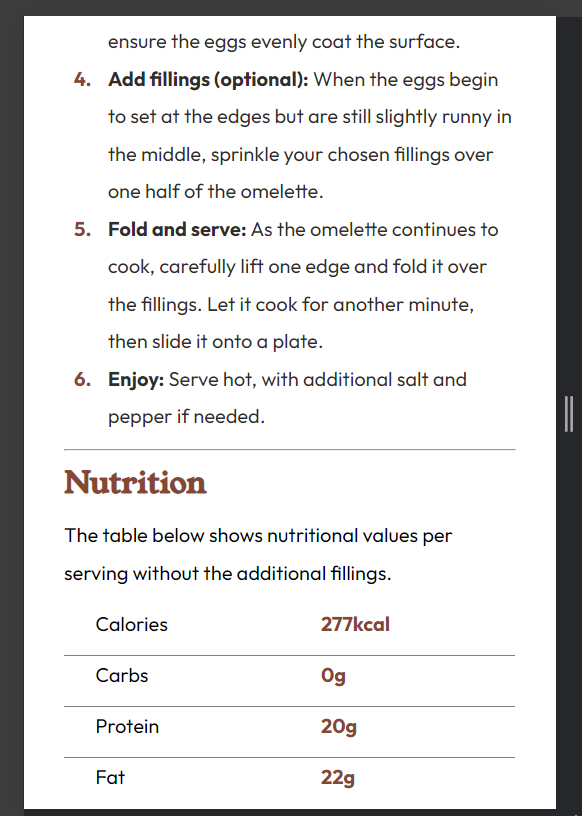 ensure the eggs evenly coat the surface.
4. Add fillings (optional): When the eggs begin
to set at the edges but are still slightly runny in
the middle, sprinkle your chosen fillings over
one half of the omelette.
5. Fold and serve: As the omelette continues to
cook, carefully lift one edge and fold it over
the fillings. Let it cook for another minute,
then slide it onto a plate.
6. Enjoy: Serve hot, with additional salt and
pepper if needed.
Nutrition
The table below shows nutritional values per
serving without the additional fillings.
Calories 277kcal
Carbs 0g
Protein 20g
Fat 22g